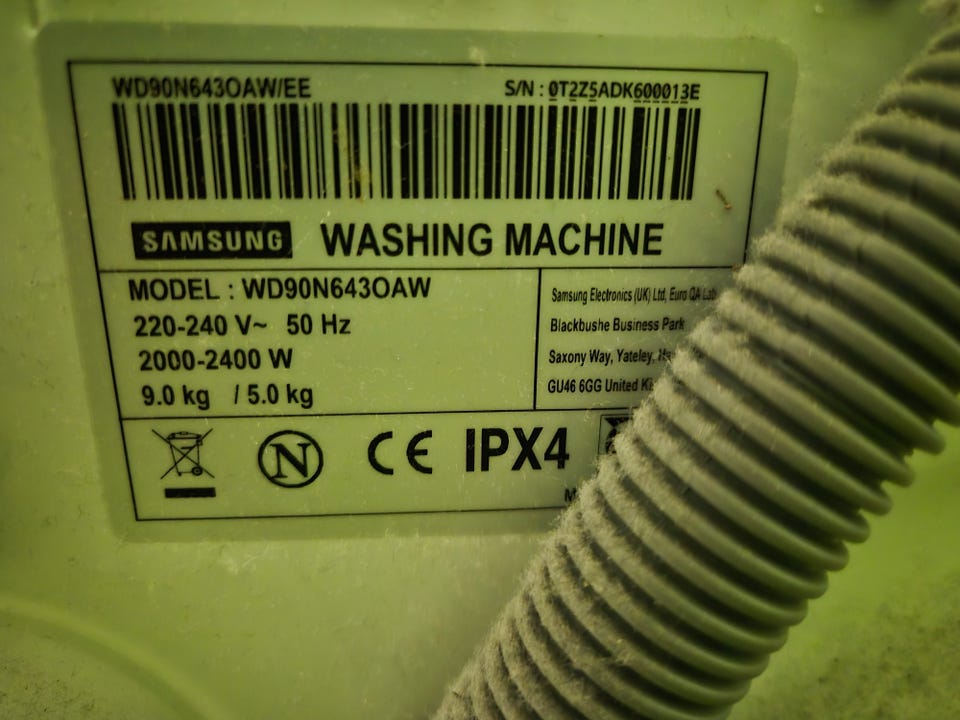 WD90N643OAW/EE
S/N : 0T2Z5ADK600013E
SAMSUNG WASHING MACHINE
MODEL : WD90N643OAW
220-240 V~ 50 Hz
2000-2400 W
9.0 kg / 5.0 kg
Samsung Electronics (UK) Ltd, Euro QA Lab
Blackbushe Business Park
Saxony Way, Yateley,
GU46 6GG United
N CE IPX4